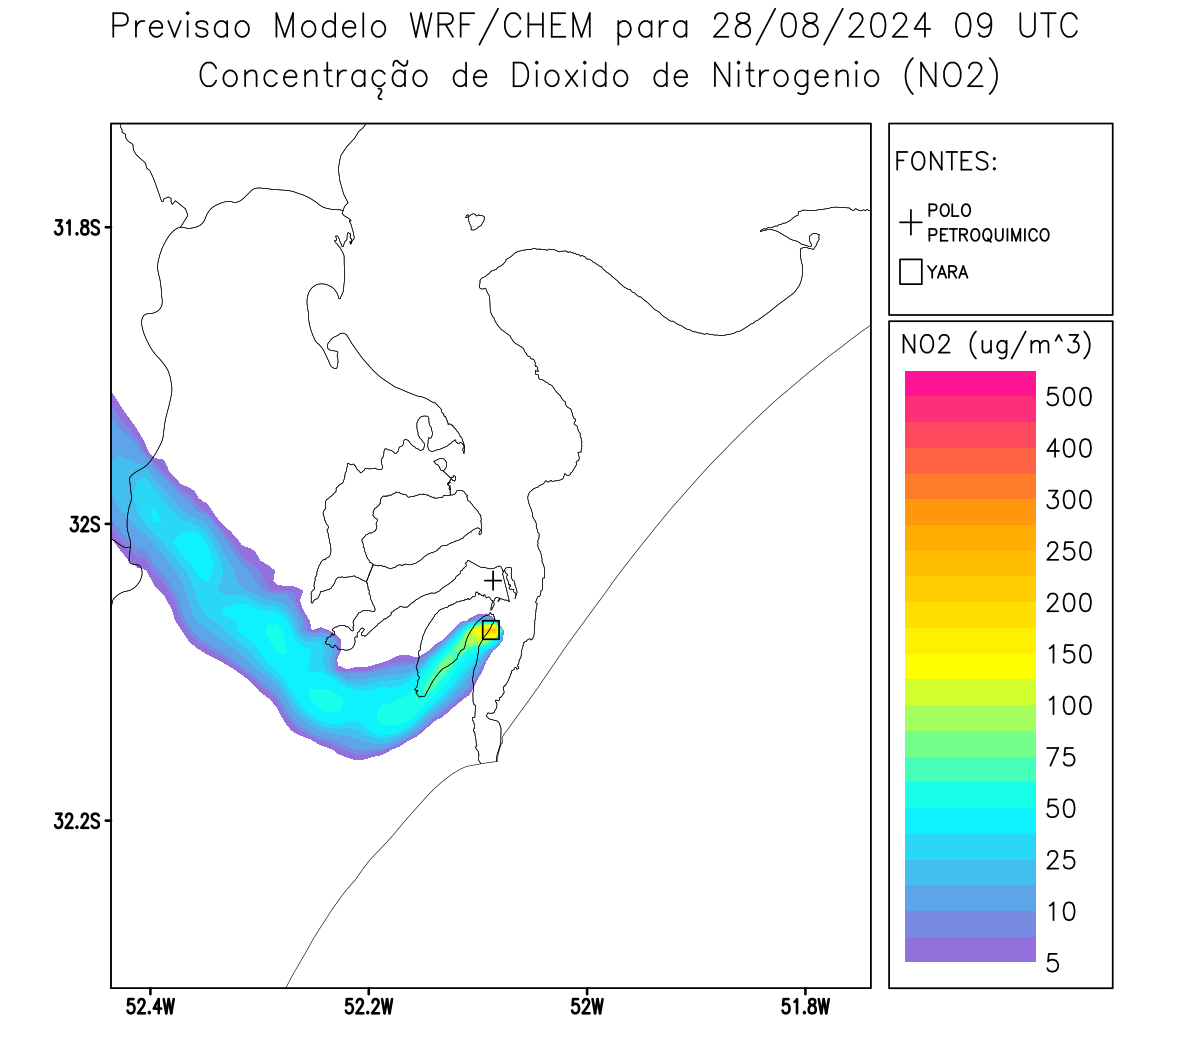 Previsao Modelo WRF/CHEM para 28/08/2024 09 UTC
Concentração de Dioxido de Nitrogenio (NO2)
FONTES:
POLO
PETROQUIMICO
YARA
NO2 (ug/m^3)
500
400
300
250
200
150
100
75
50
25
10
5
31.8S
32S
32.2S
52.4W
52.2W
52W
51.8W